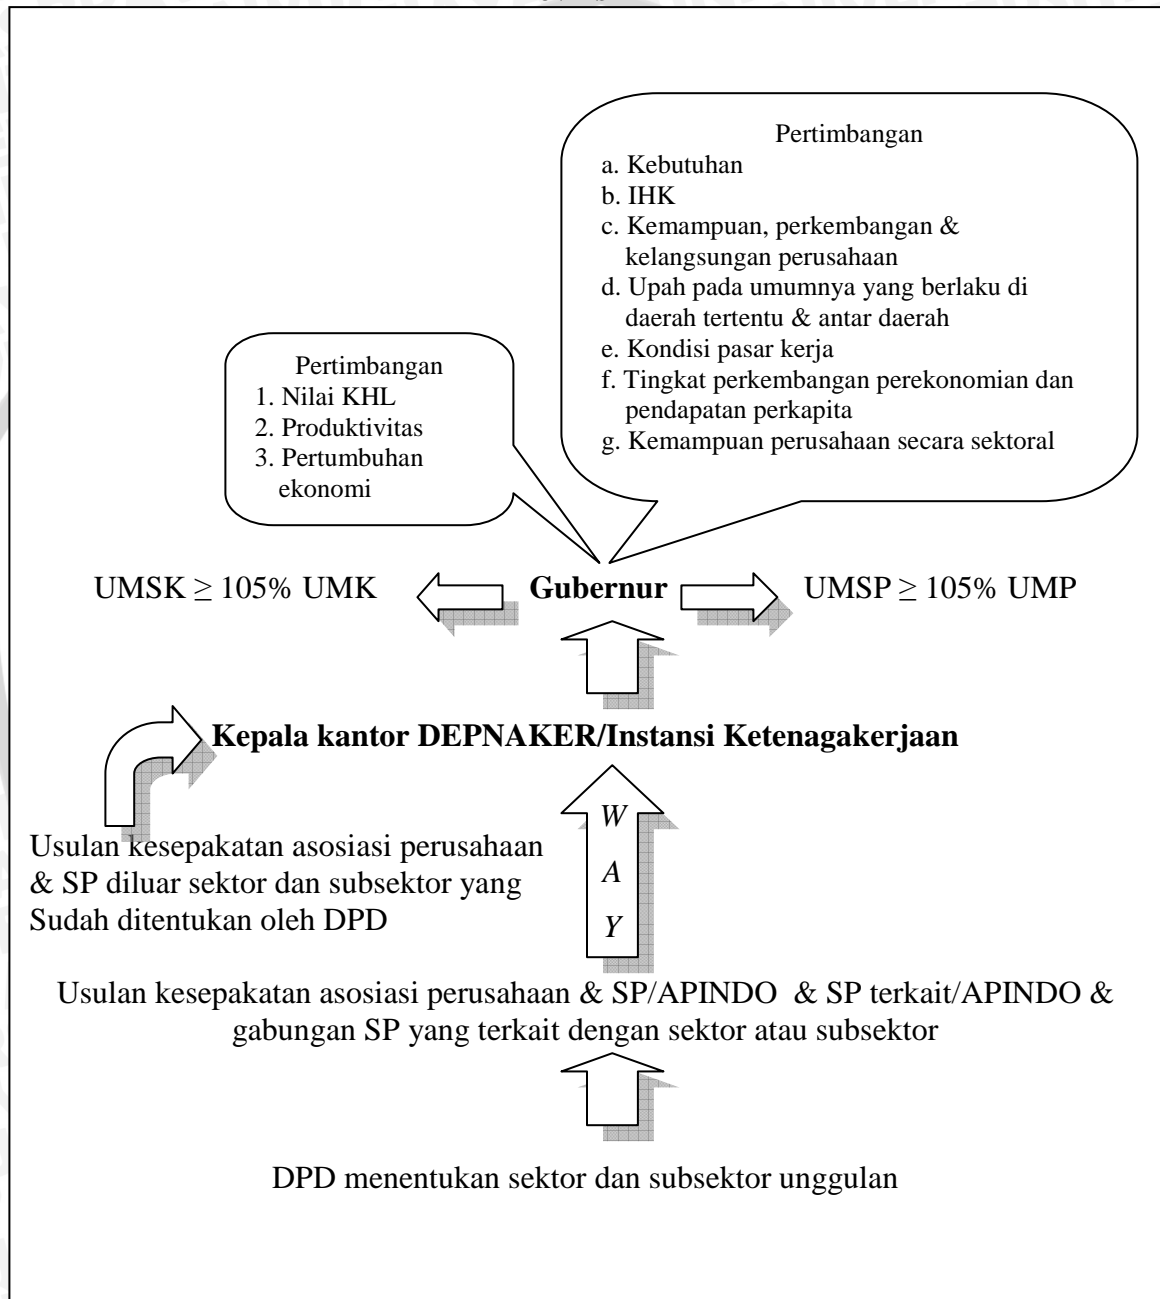 Pertimbangan
a. Kebutuhan
b. IHK
c. Kemampuan, perkembangan &
kelangsungan perusahaan
d. Upah pada umumnya yang berlaku di
daerah tertentu & antar daerah
e. Kondisi pasar kerja
f. Tingkat perkembangan perekonomian dan
pendapatan perkapita
g. Kemampuan perusahaan secara sektoral
Pertimbangan
1. Nilai KHL
2. Produktivitas
3. Pertumbuhan
ekonomi
UMSK ≥ 105% UMK
Gubernur
UMSP ≥ 105% UMP
Kepala kantor DEPNAKER/Instansi Ketenagakerjaan
W
A
Y
Usulan kesepakatan asosiasi perusahaan
& SP diluar sektor dan subsektor yang
Sudah ditentukan oleh DPD
Usulan kesepakatan asosiasi perusahaan & SP/APINDO & SP terkait/APINDO &
gabungan SP yang terkait dengan sektor atau subsektor
DPD menentukan sektor dan subsektor unggulan